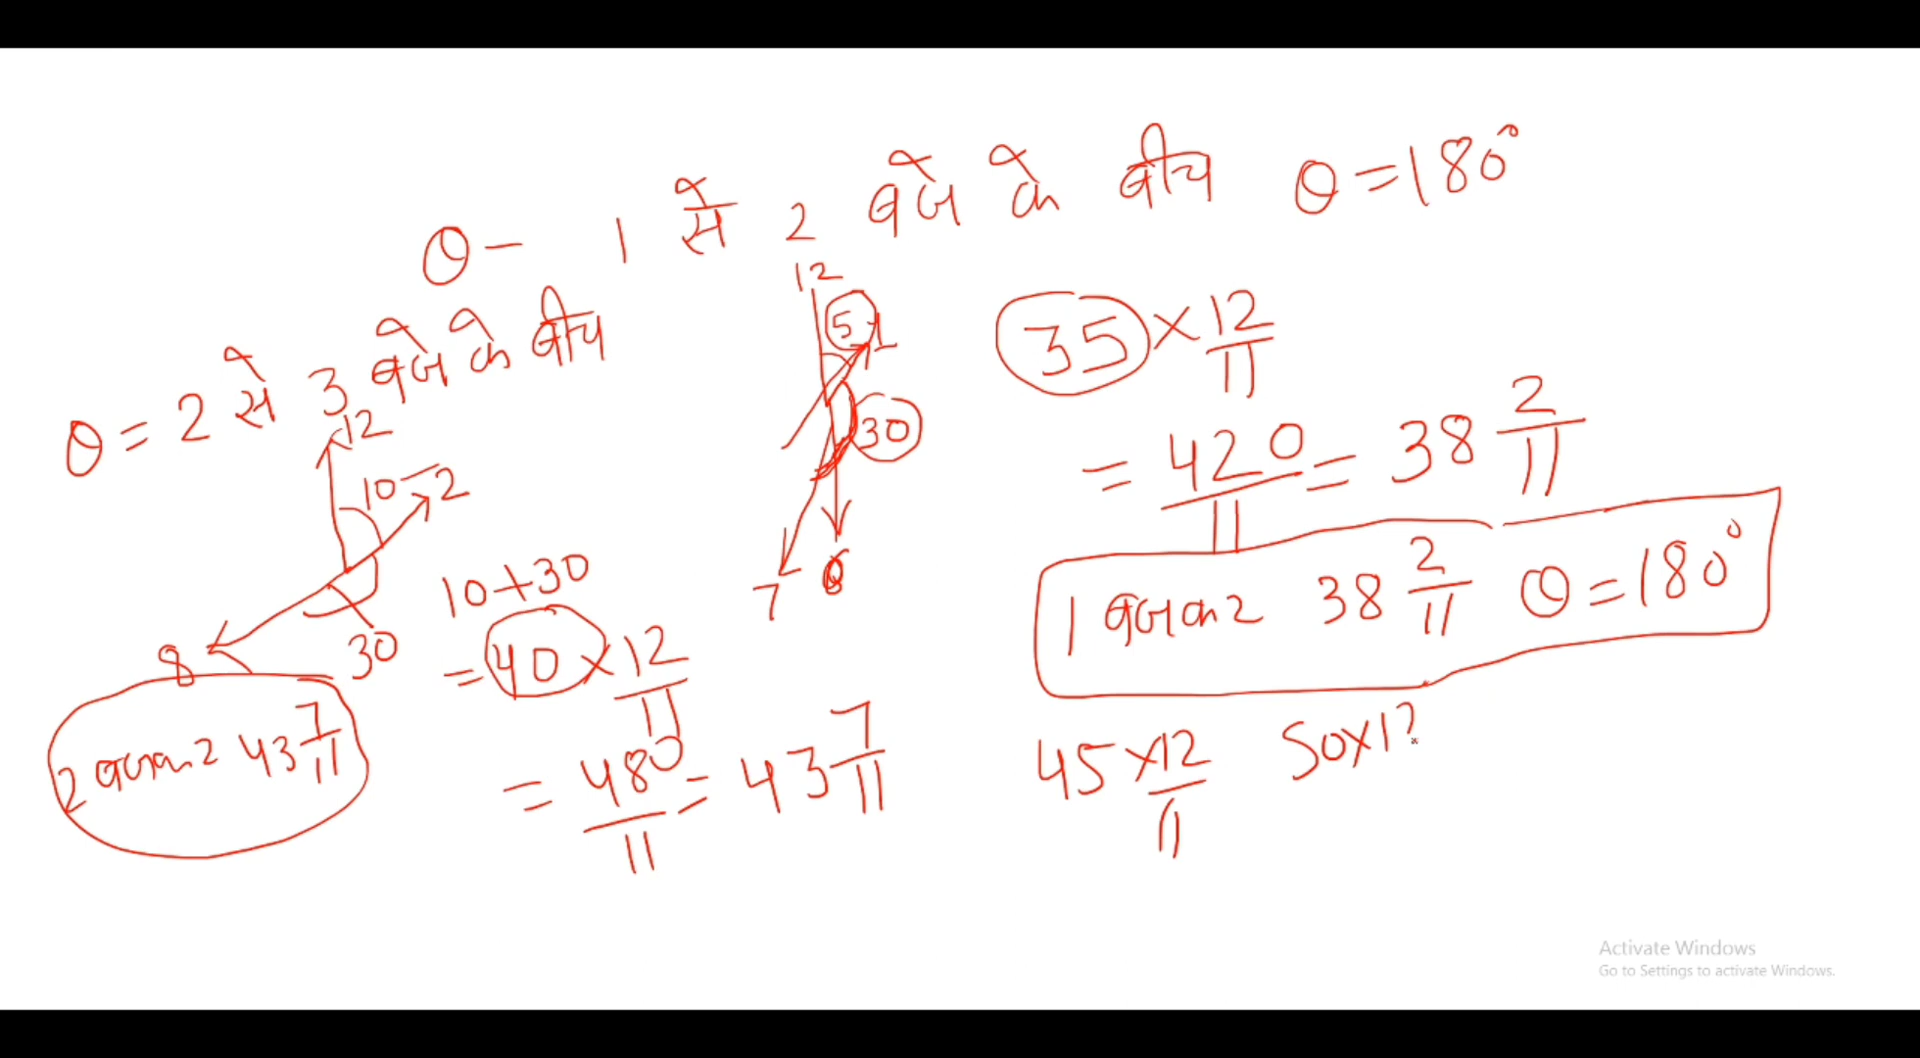 θ - 1 से 2 बजे के बीच θ = 180°
θ = 2 से 3 बजे के बीच
12
10 2
8 30
10 + 30
= 40 × 12/11
= 480/11 = 43 7/11
2 बजकर 43 7/11
12
5 1
30
7 6
35 × 12/11
= 420/11 = 38 2/11
1 बजकर 38 2/11 θ = 180°
45 × 12/11
50 × 12
Activate Windows
Go to Settings to activate Windows.